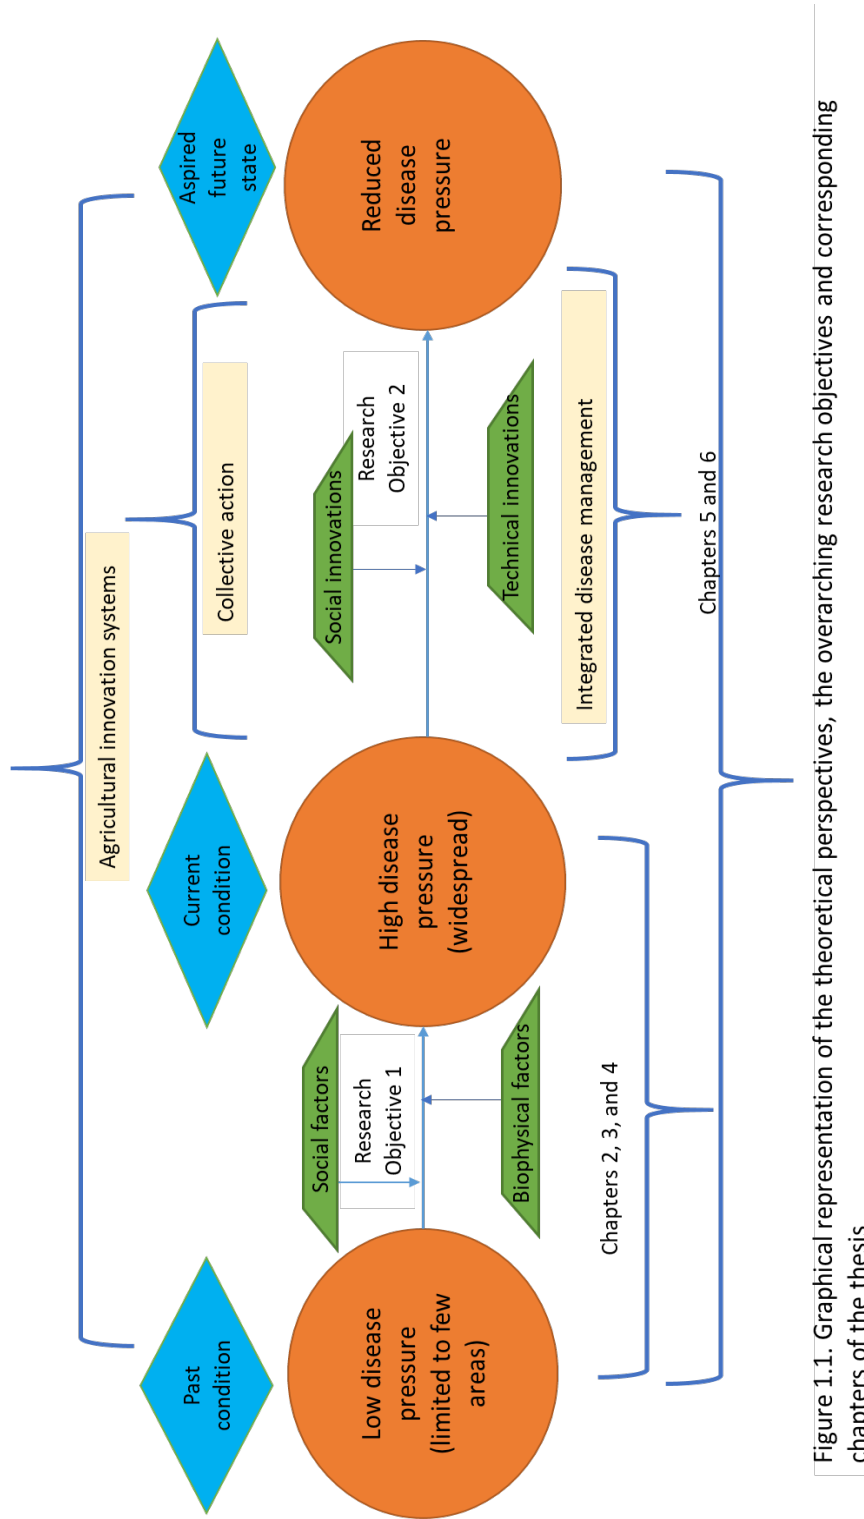 Agricultural innovation systems
Collective action
Past
condition
Current
condition
Aspired
future
state
Social factors
Research
Objective 1
Social innovations
Research
Objective 2
Low disease
pressure
(limited to few
areas)
High disease
pressure
(widespread)
Reduced
disease
pressure
Biophysical factors
Technical innovations
Integrated disease management
Chapters 2, 3, and 4
Chapters 5 and 6
Figure 1.1. Graphical representation of the theoretical perspectives, the overarching research objectives and corresponding
chapters of the thesis